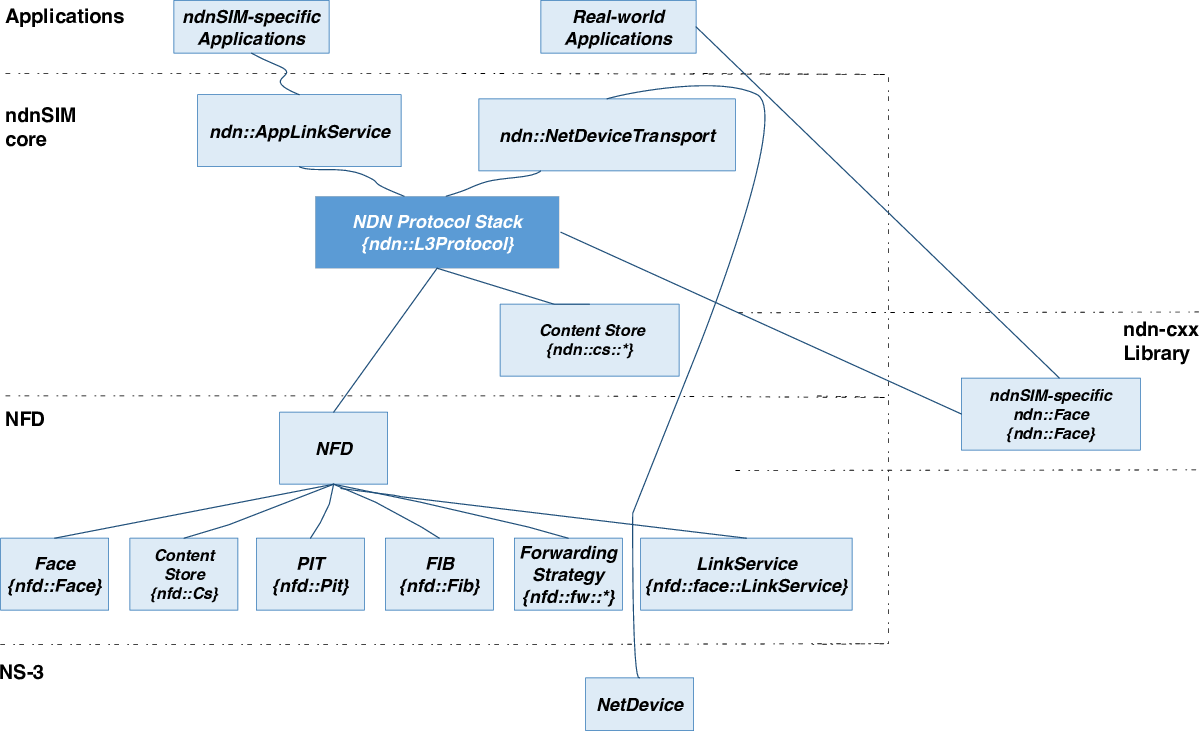 Applications
ndnSIM-specific
Applications
Real-world
Applications
ndnSIM
core
ndn::AppLinkService
ndn::NetDeviceTransport
NDN Protocol Stack
{ndn::L3Protocol}
Content Store
{ndn::cs::*}
ndn-cxx
Library
ndnSIM-specific
ndn::Face
{ndn::Face}
NFD
NFD
Face
{nfd::Face}
Content
Store
{nfd::Cs}
PIT
{nfd::Pit}
FIB
{nfd::Fib}
Forwarding
Strategy
{nfd::fw::*}
LinkService
{nfd::face::LinkService}
NS-3
NetDevice